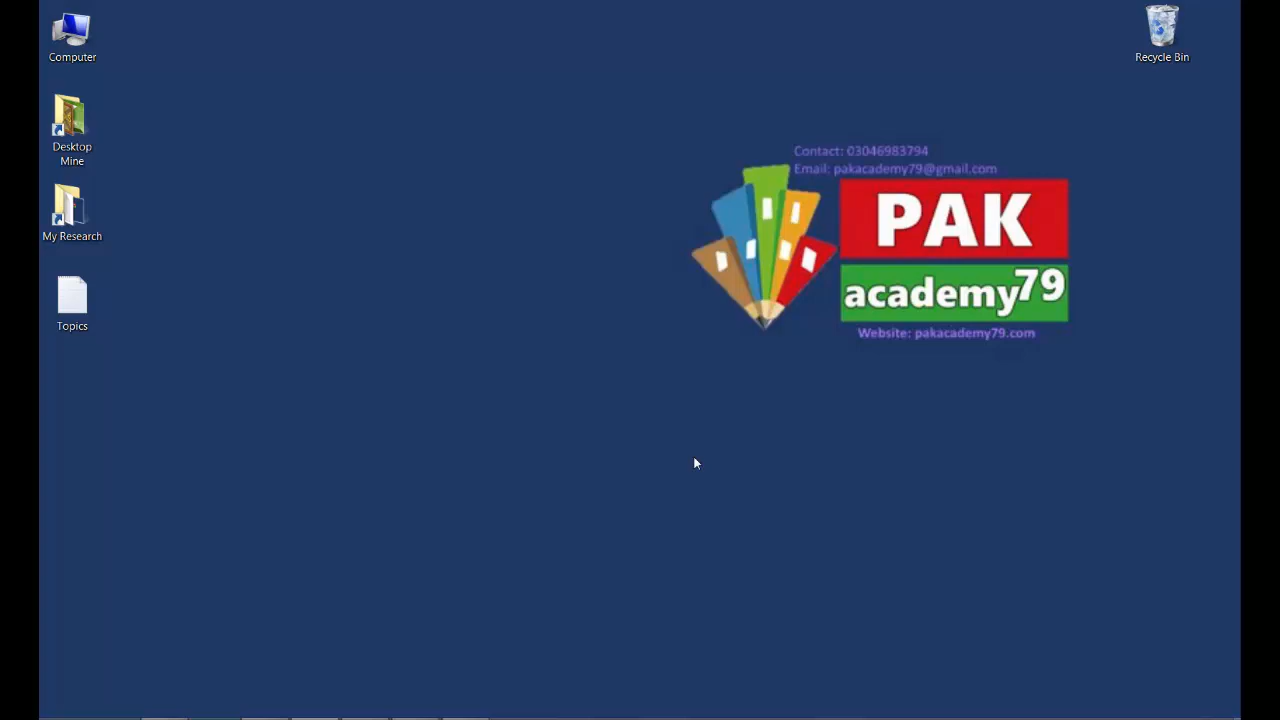 Computer
Recycle Bin
Desktop
Mine
My Research
Topics
Contact: 03046983794
Email: pakacademy79@gmail.com
PAK
academy79
Website: pakacademy79.com